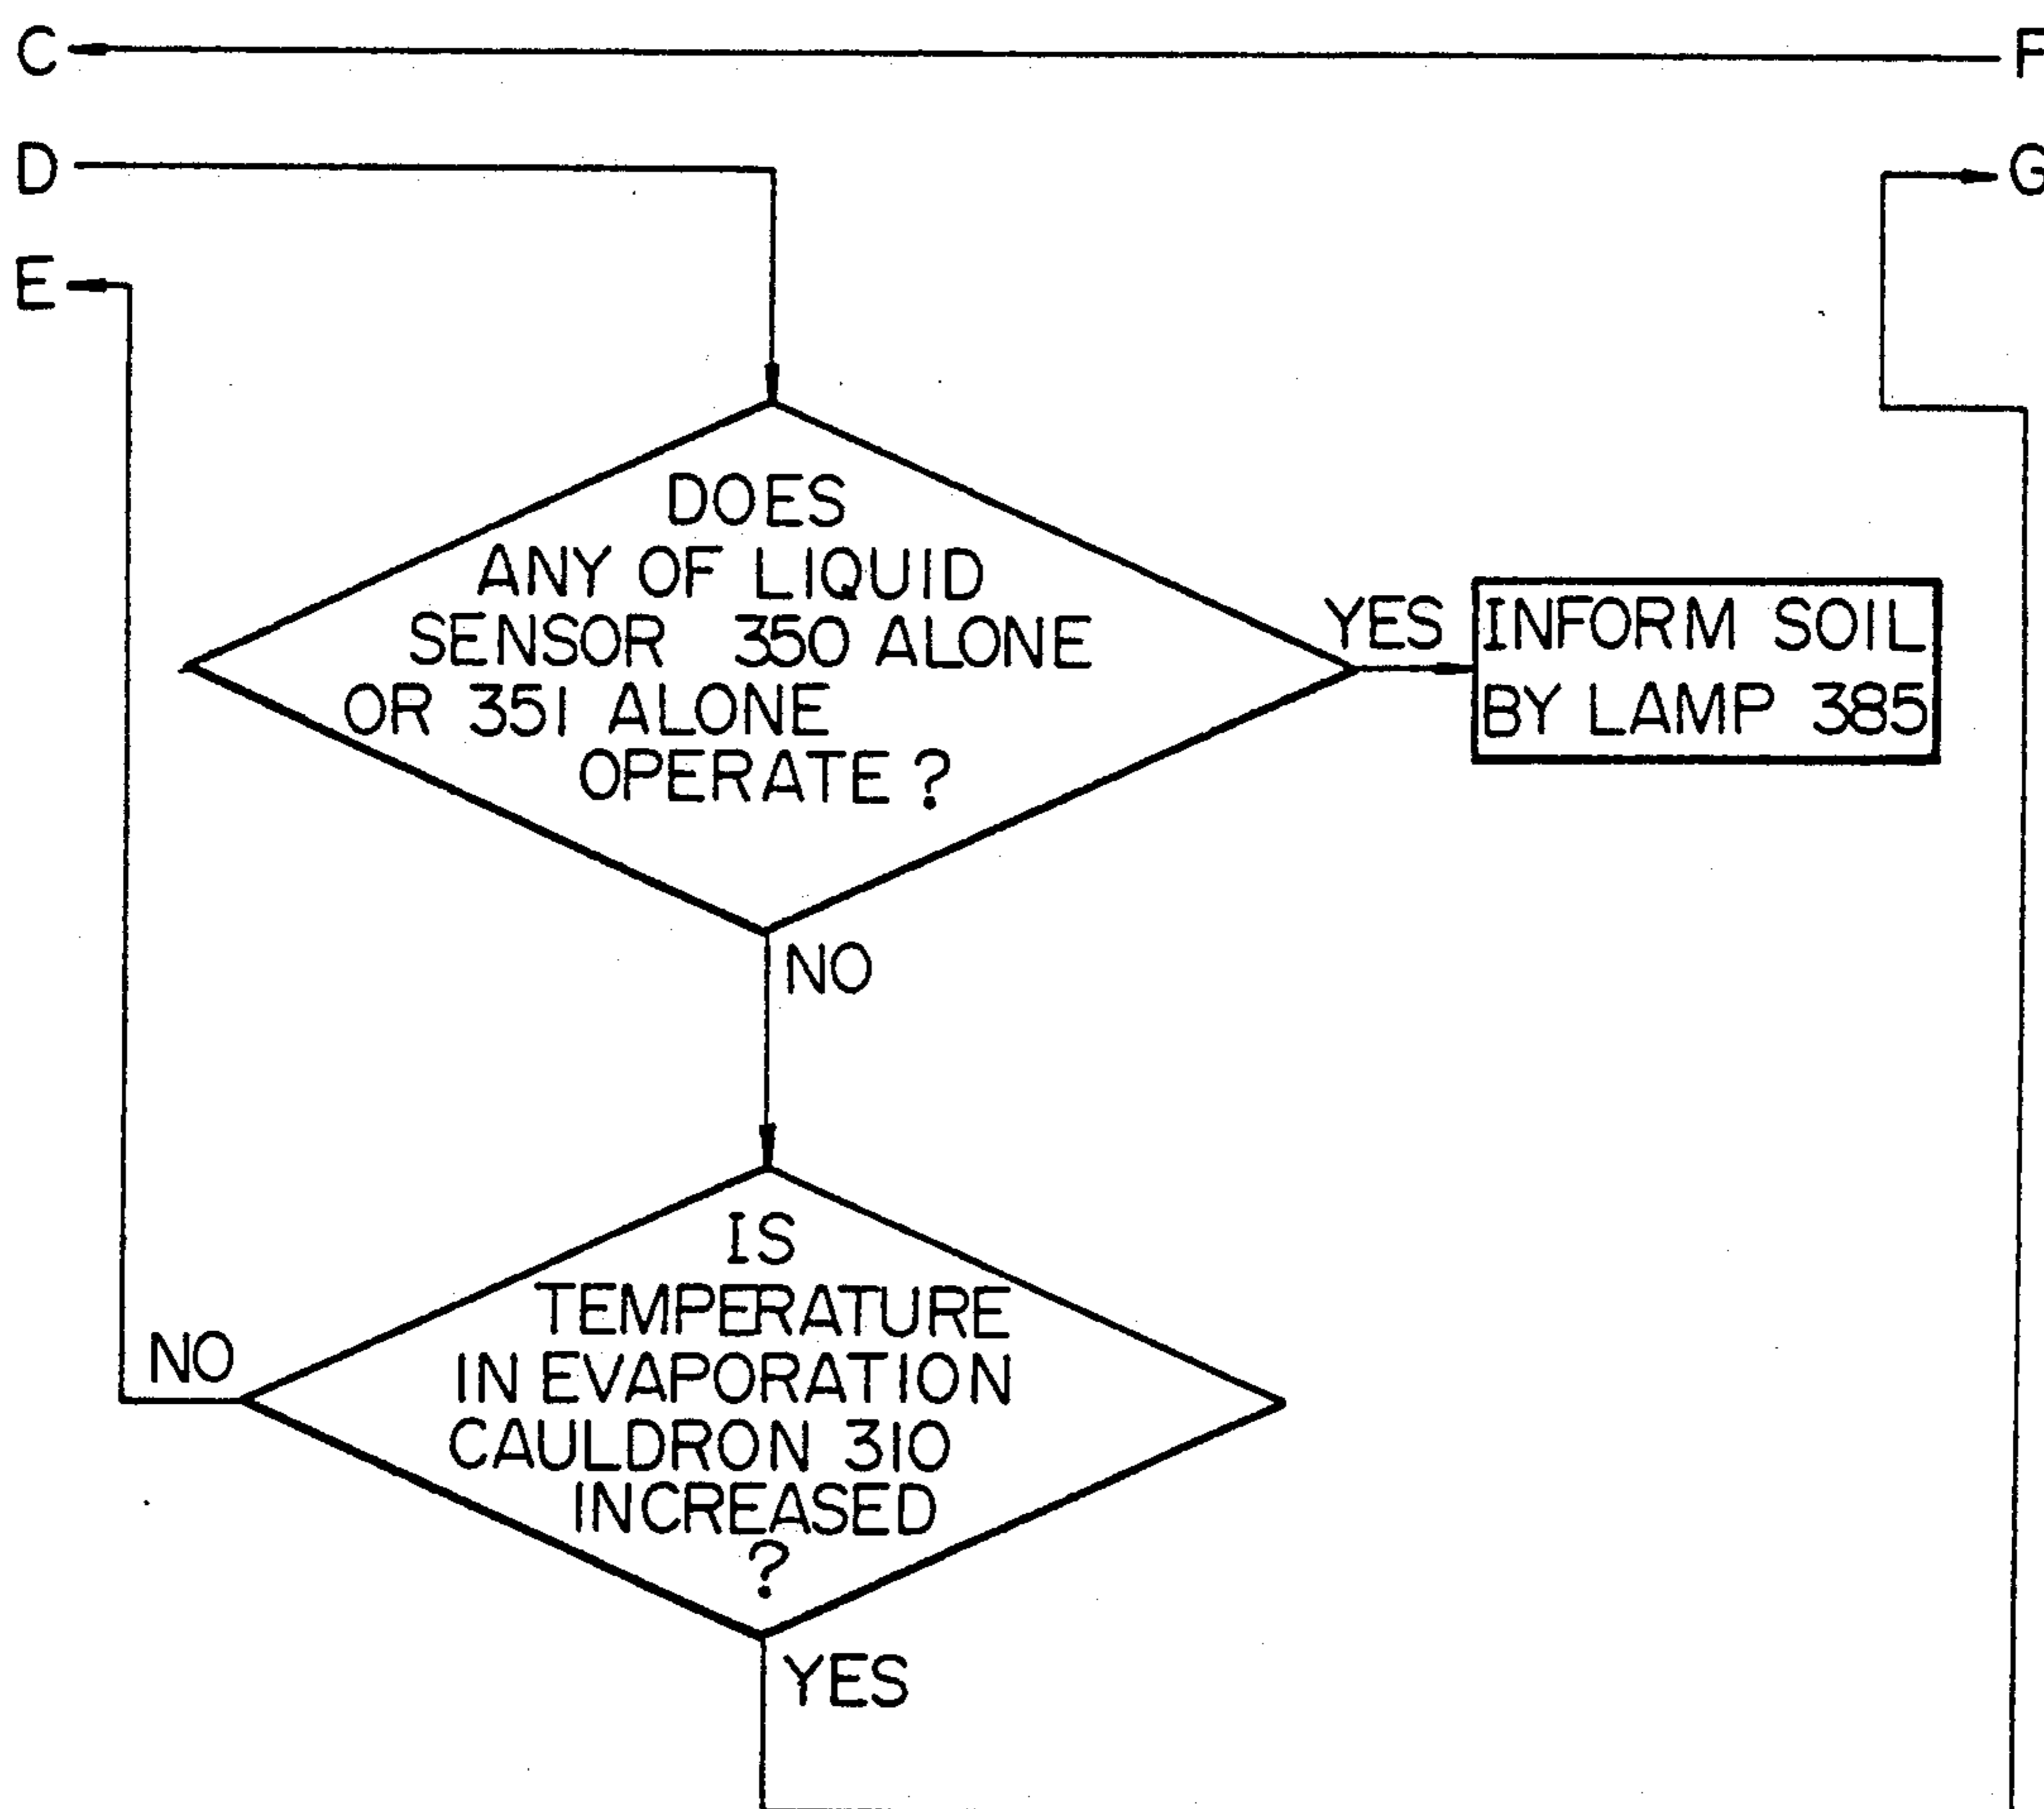 C
F
D
G
E
DOES
ANY OF LIQUID
SENSOR 350 ALONE
OR 351 ALONE
OPERATE ?
YES
INFORM SOIL
BY LAMP 385
NO
IS
TEMPERATURE
IN EVAPORATION
CAULDRON 310
INCREASED
?
NO
YES